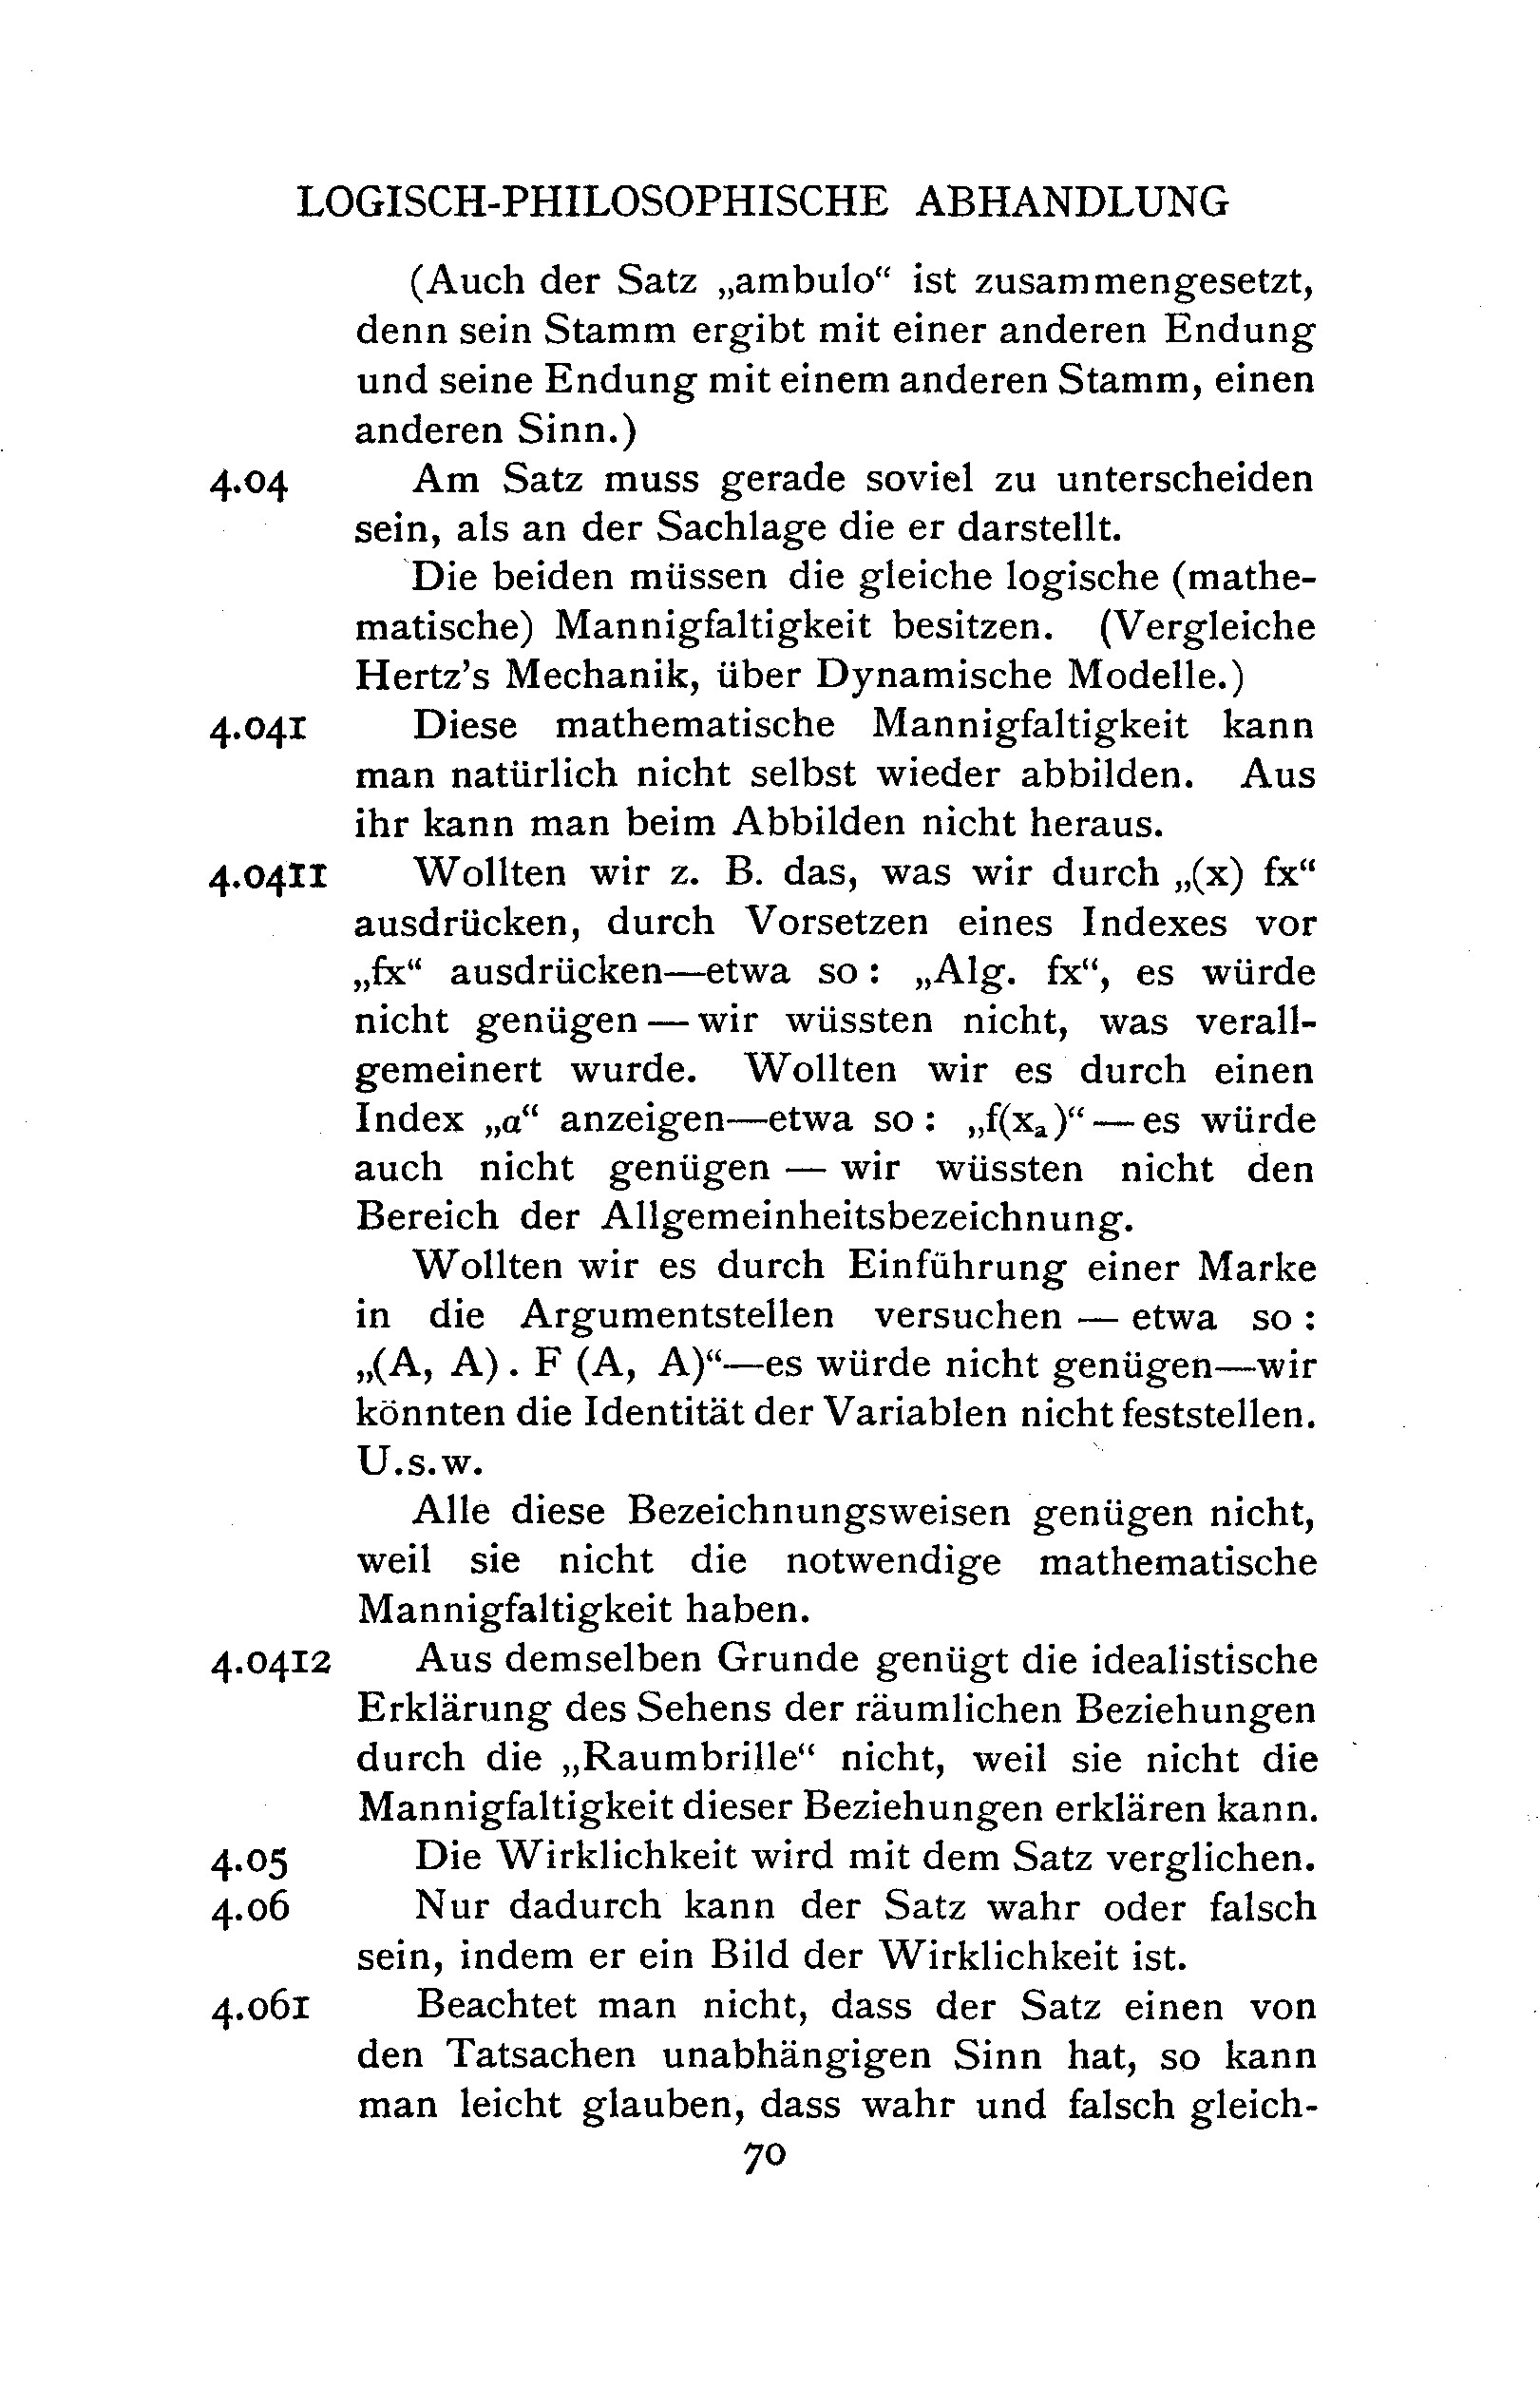 LOGISCH-PHILOSOPHISCHE ABHANDLUNG
(Auch der Satz „ambulo“ ist zusammengesetzt,
denn sein Stamm ergibt mit einer anderen Endung
und seine Endung mit einem anderen Stamm, einen
anderen Sinn.)
4.04 Am Satz muss gerade soviel zu unterscheiden
sein, als an der Sachlage die er darstellt.
Die beiden müssen die gleiche logische (mathe-
matische) Mannigfaltigkeit besitzen. (Vergleiche
Hertz’s Mechanik, über Dynamische Modelle.)
4.041 Diese mathematische Mannigfaltigkeit kann
man natürlich nicht selbst wieder abbilden. Aus
ihr kann man beim Abbilden nicht heraus.
4.0411 Wollten wir z. B. das, was wir durch „(x) fx“
ausdrücken, durch Vorsetzen eines Indexes vor
„fx“ ausdrücken—etwa so: „Alg. fx“, es würde
nicht genügen—wir wüssten nicht, was verall-
gemeinert wurde. Wollten wir es durch einen
Index „a“ anzeigen—etwa so: „f(xₐ)“—es würde
auch nicht genügen — wir wüssten nicht den
Bereich der Allgemeinheitsbezeichnung.
Wollten wir es durch Einführung einer Marke
in die Argumentstellen versuchen — etwa so:
„(A, A). F (A, A)“—es würde nicht genügen—wir
könnten die Identität der Variablen nicht feststellen.
U.s.w.
Alle diese Bezeichnungsweisen genügen nicht,
weil sie nicht die notwendige mathematische
Mannigfaltigkeit haben.
4.0412 Aus demselben Grunde genügt die idealistische
Erklärung des Sehens der räumlichen Beziehungen
durch die „Raumbrille“ nicht, weil sie nicht die
Mannigfaltigkeit dieser Beziehungen erklären kann.
4.05 Die Wirklichkeit wird mit dem Satz verglichen.
4.06 Nur dadurch kann der Satz wahr oder falsch
sein, indem er ein Bild der Wirklichkeit ist.
4.061 Beachtet man nicht, dass der Satz einen von
den Tatsachen unabhängigen Sinn hat, so kann
man leicht glauben, dass wahr und falsch gleich-
70